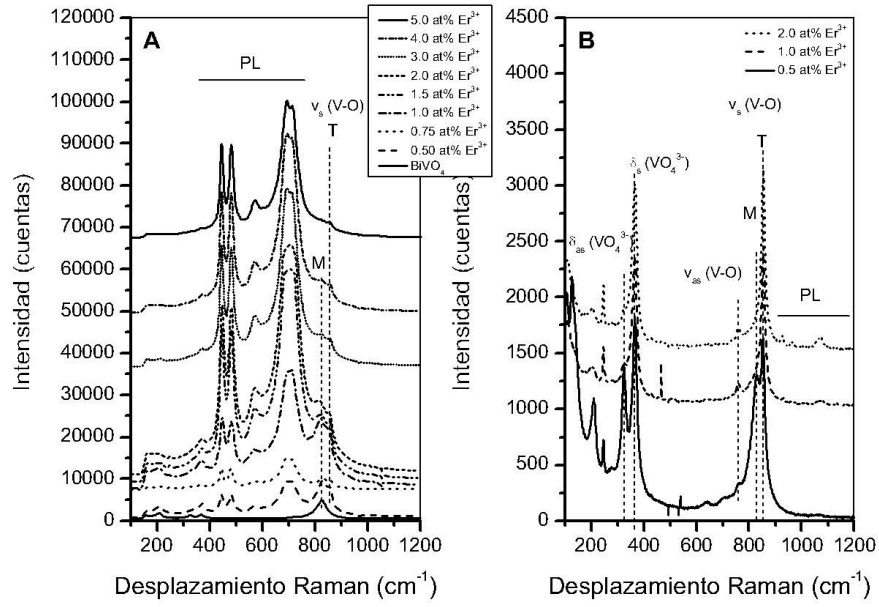 A
PL
ν_s (V-O)
T
M
5.0 at% Er³⁺
4.0 at% Er³⁺
3.0 at% Er³⁺
2.0 at% Er³⁺
1.5 at% Er³⁺
1.0 at% Er³⁺
0.75 at% Er³⁺
0.50 at% Er³⁺
BiVO₄
120000
110000
100000
90000
80000
70000
60000
50000
40000
30000
20000
10000
0
Intensidad (cuentas)
200 400 600 800 1000 1200
Desplazamiento Raman (cm⁻¹)
B
2.0 at% Er³⁺
1.0 at% Er³⁺
0.5 at% Er³⁺
ν_s (V-O)
T
δ_s (VO₄³⁻)
M
δ_as (VO₄³⁻)
ν_as (V-O)
PL
4500
4000
3500
3000
2500
2000
1500
1000
500
0
Intensidad (cuentas)
200 400 600 800 1000 1200
Desplazamiento Raman (cm⁻¹)